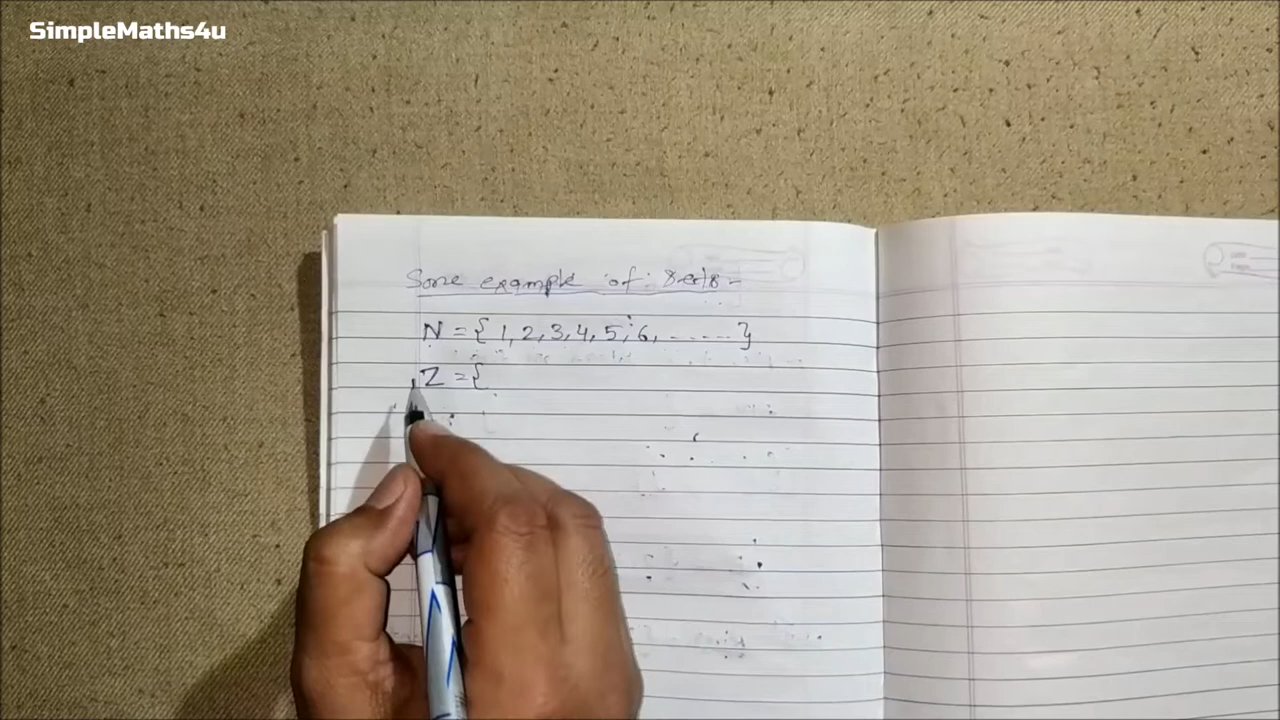 SimpleMaths4u
Some example of sets-
N = { 1, 2, 3, 4, 5, 6, ...... }
Z = {